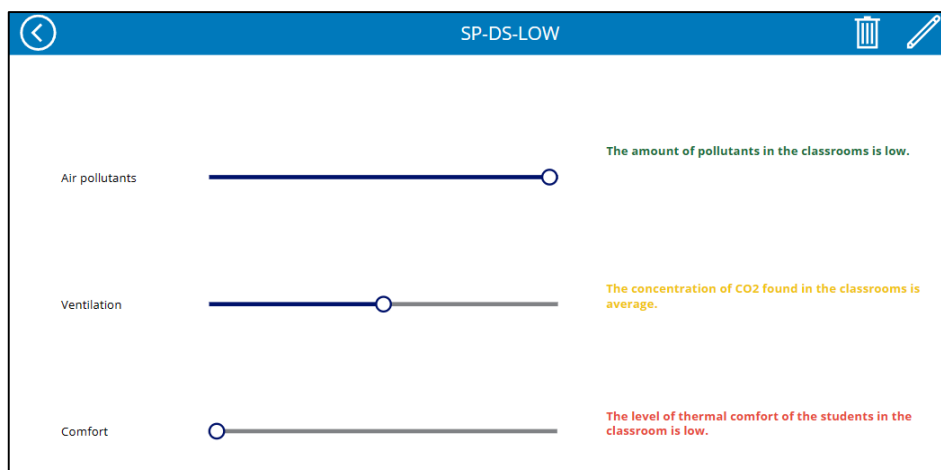 SP-DS-LOW
The amount of pollutants in the classrooms is low.
Air pollutants
Ventilation
The concentration of CO2 found in the classrooms is
average.
Comfort
The level of thermal comfort of the students in the
classroom is low.